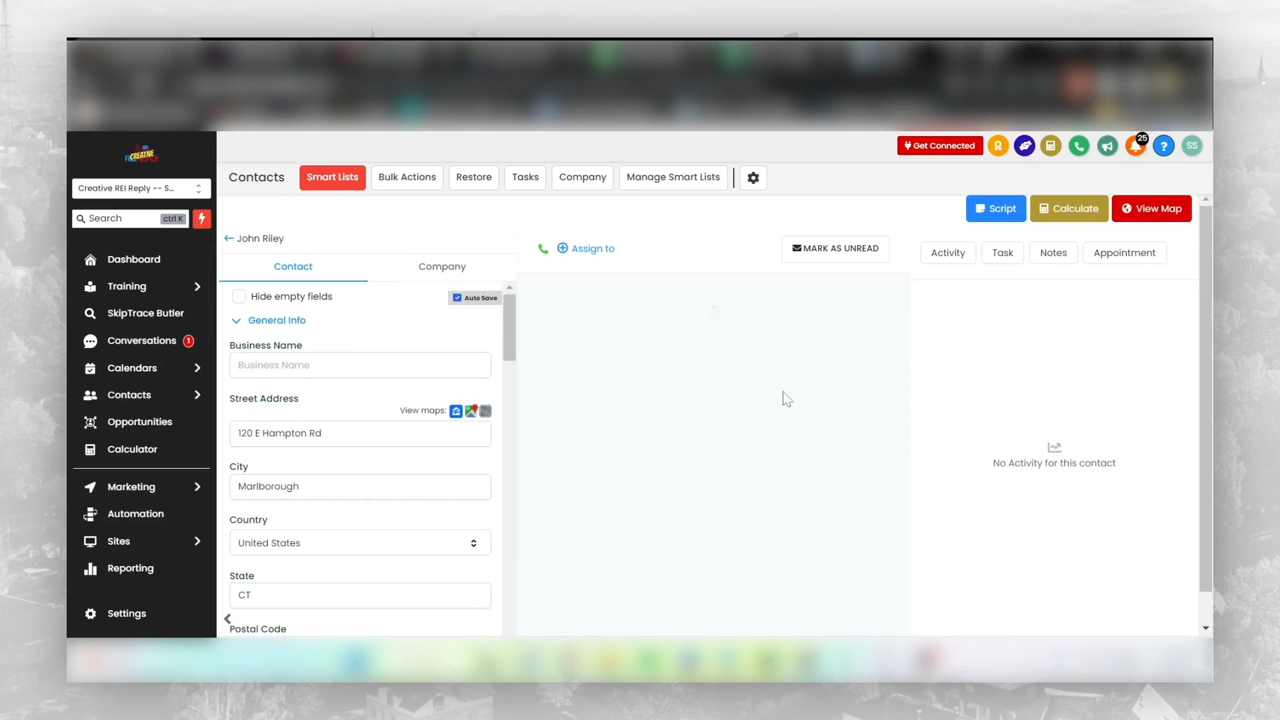 CREATIVE
Creative REI Reply -- S...
Search
ctrl K
Dashboard
Training
SkipTrace Butler
Conversations
1
Calendars
Contacts
Opportunities
Calculator
Marketing
Automation
Sites
Reporting
Settings
Get Connected
25
?
SS
Contacts
Smart Lists
Bulk Actions
Restore
Tasks
Company
Manage Smart Lists
Script
Calculate
View Map
John Riley
Contact
Company
Hide empty fields
Auto Save
General Info
Business Name
Business Name
Street Address
View maps:
120 E Hampton Rd
City
Marlborough
Country
United States
State
CT
Postal Code
Assign to
MARK AS UNREAD
Activity
Task
Notes
Appointment
No Activity for this contact